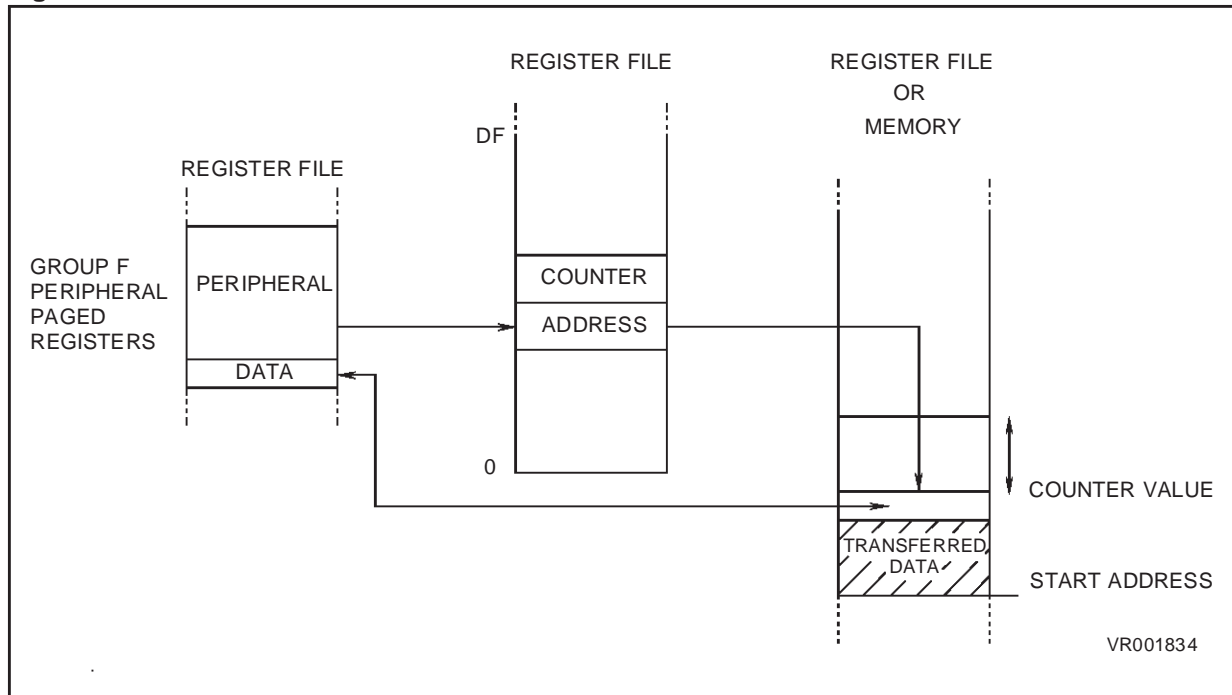 REGISTER FILE
REGISTER FILE
OR
MEMORY
DF
REGISTER FILE
GROUP F
PERIPHERAL
PAGED
REGISTERS
PERIPHERAL
DATA
COUNTER
ADDRESS
0
COUNTER VALUE
TRANSFERRED
DATA
START ADDRESS
VR001834